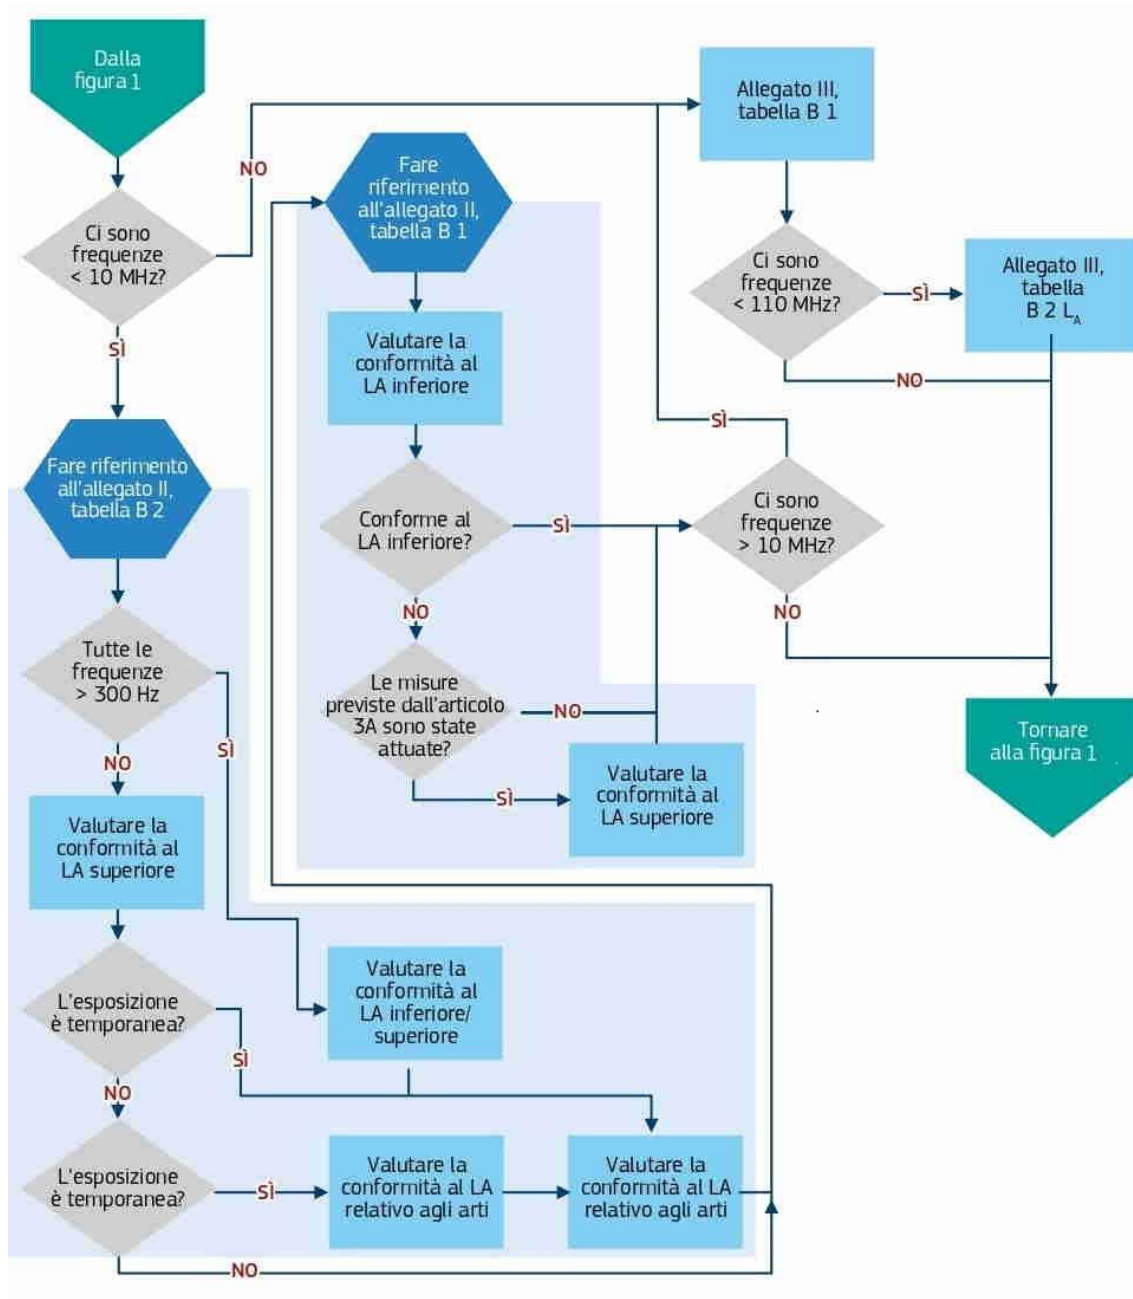 Dalla
figura 1
NO
Ci sono
frequenze
< 10 MHz?
SÌ
Fare riferimento
all'allegato II,
tabella B 2
Tutte le
frequenze
> 300 Hz
SÌ
NO
Valutare la
conformità al
LA superiore
L'esposizione
è temporanea?
SÌ
NO
L'esposizione
è temporanea?
SÌ
NO
Valutare la
conformità al
LA inferiore/
superiore
Valutare la
conformità al LA
relativo agli arti
Valutare la
conformità al LA
relativo agli arti
Fare
riferimento
all'allegato II,
tabella B 1
Valutare la
conformità al
LA inferiore
Conforme al
LA inferiore?
SÌ
NO
Le misure
previste dall'articolo
3A sono state
attuate?
NO
SÌ
Valutare la
conformità al
LA superiore
Allegato III,
tabella B 1
Ci sono
frequenze
< 110 MHz?
SÌ
NO
Allegato III,
tabella
B 2 LA
SÌ
Ci sono
frequenze
> 10 MHz?
NO
Tornare
alla figura 1